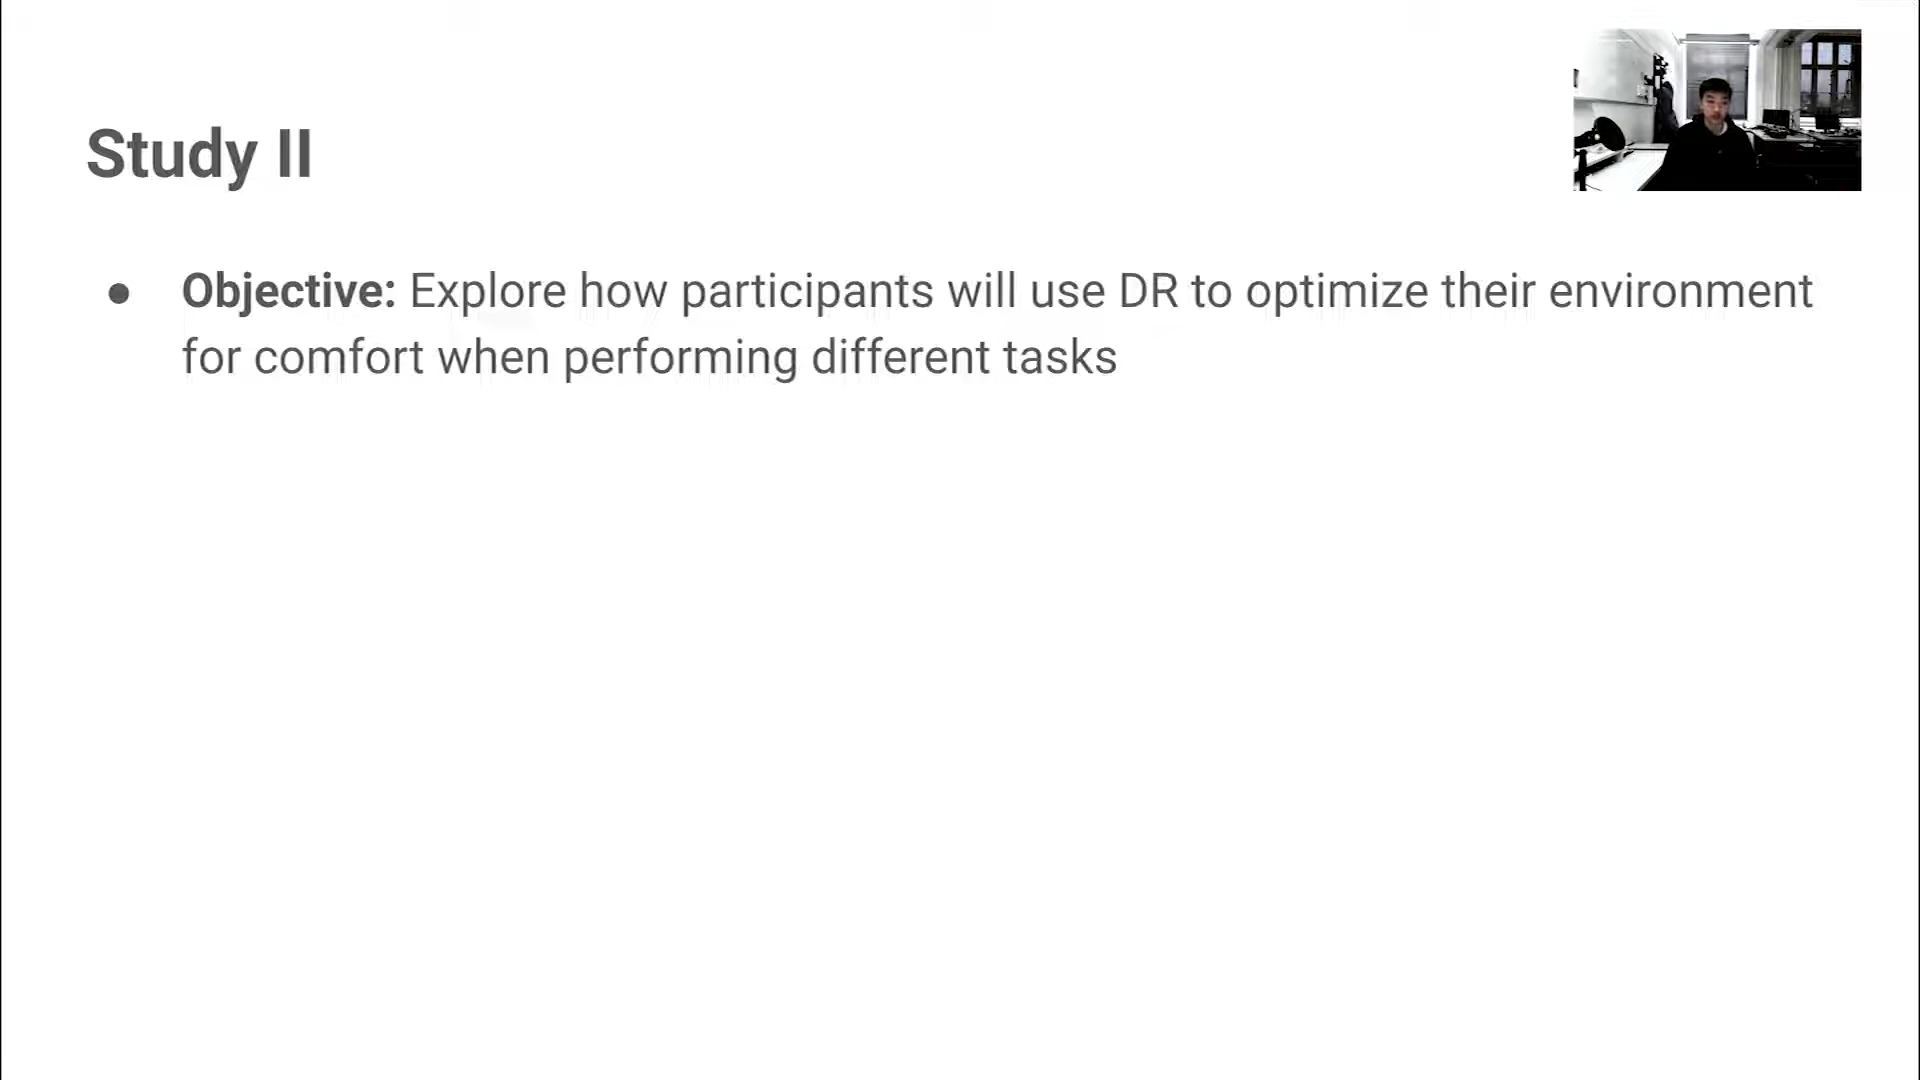 Study II
● Objective: Explore how participants will use DR to optimize their environment
for comfort when performing different tasks